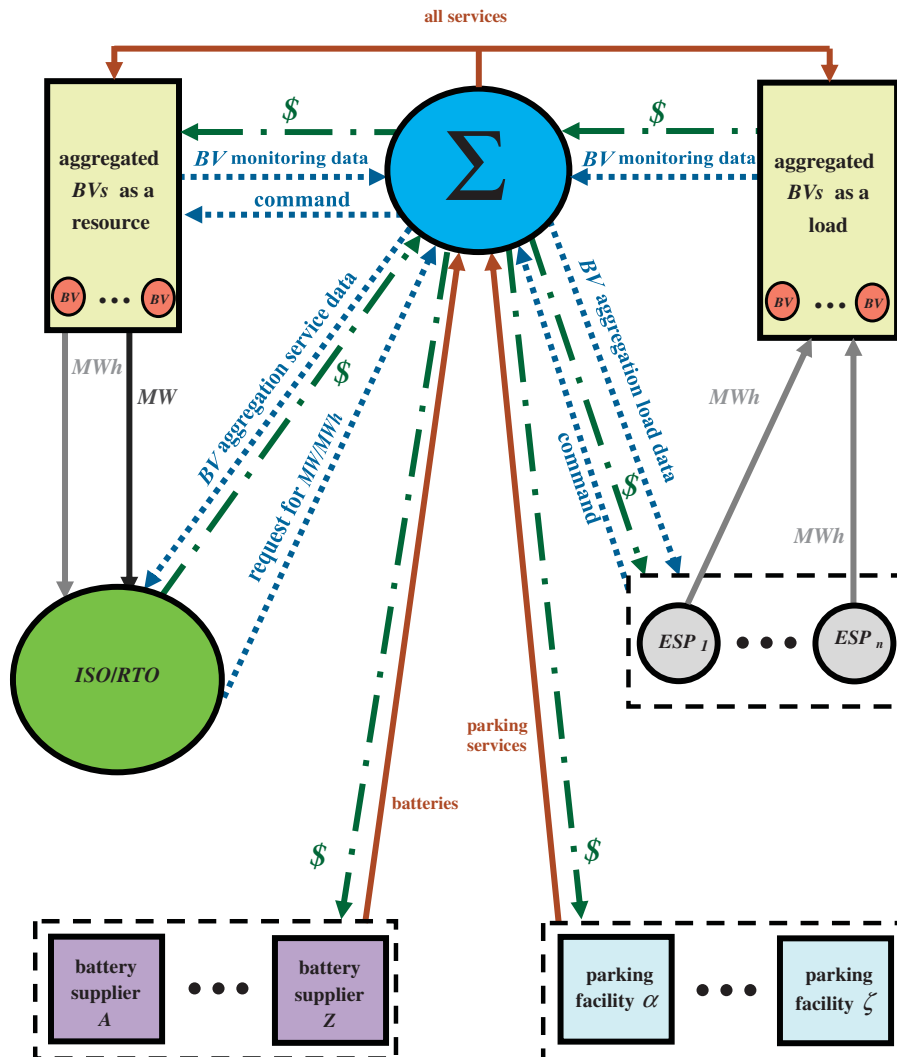 all services
$
$
Σ
aggregated
BVs as a
resource
BV monitoring data
command
BV monitoring data
aggregated
BVs as a
load
BV ... BV
BV ... BV
MWh
MW
BV aggregation service data
$
request for MW/MWh
BV aggregation load data
$
command
MWh
MWh
ISO/RTO
ESP 1
ESP n
parking
services
batteries
$
$
battery
supplier
A
battery
supplier
Z
parking
facility α
parking
facility ζ